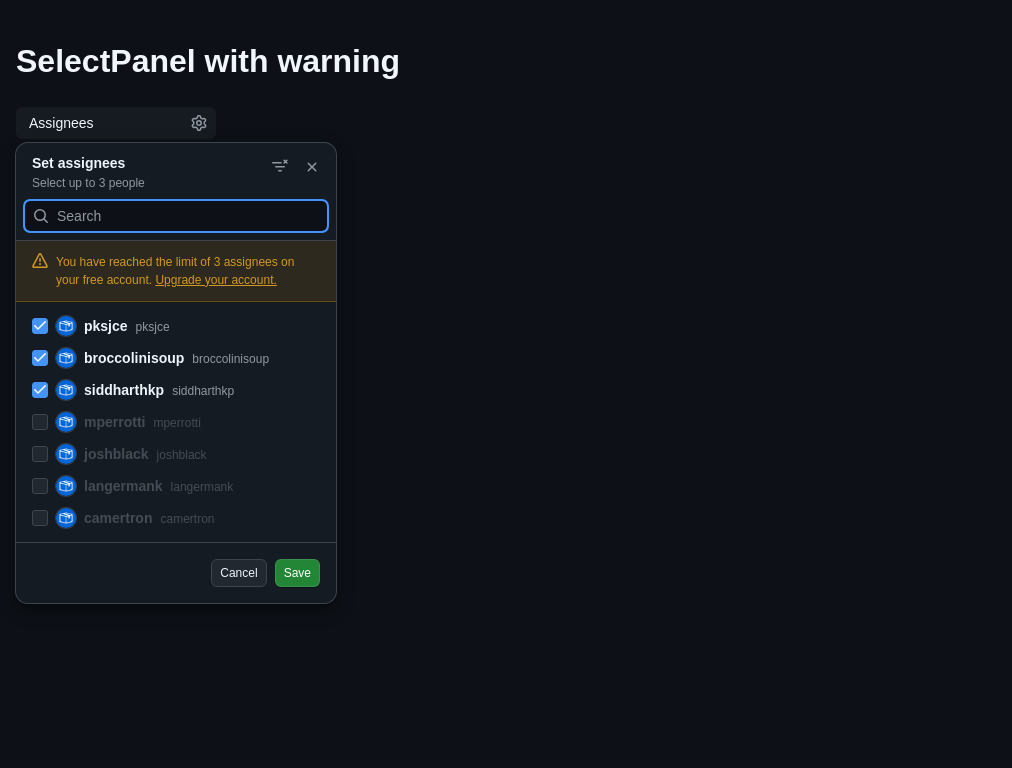 SelectPanel with warning
Assignees
Set assignees
Select up to 3 people
Search
You have reached the limit of 3 assignees on
your free account. Upgrade your account.
pksjce pksjce
broccolinisoup broccolinisoup
siddharthkp siddharthkp
mperrotti mperrotti
joshblack joshblack
langermank langermank
camertron camertron
Cancel Save